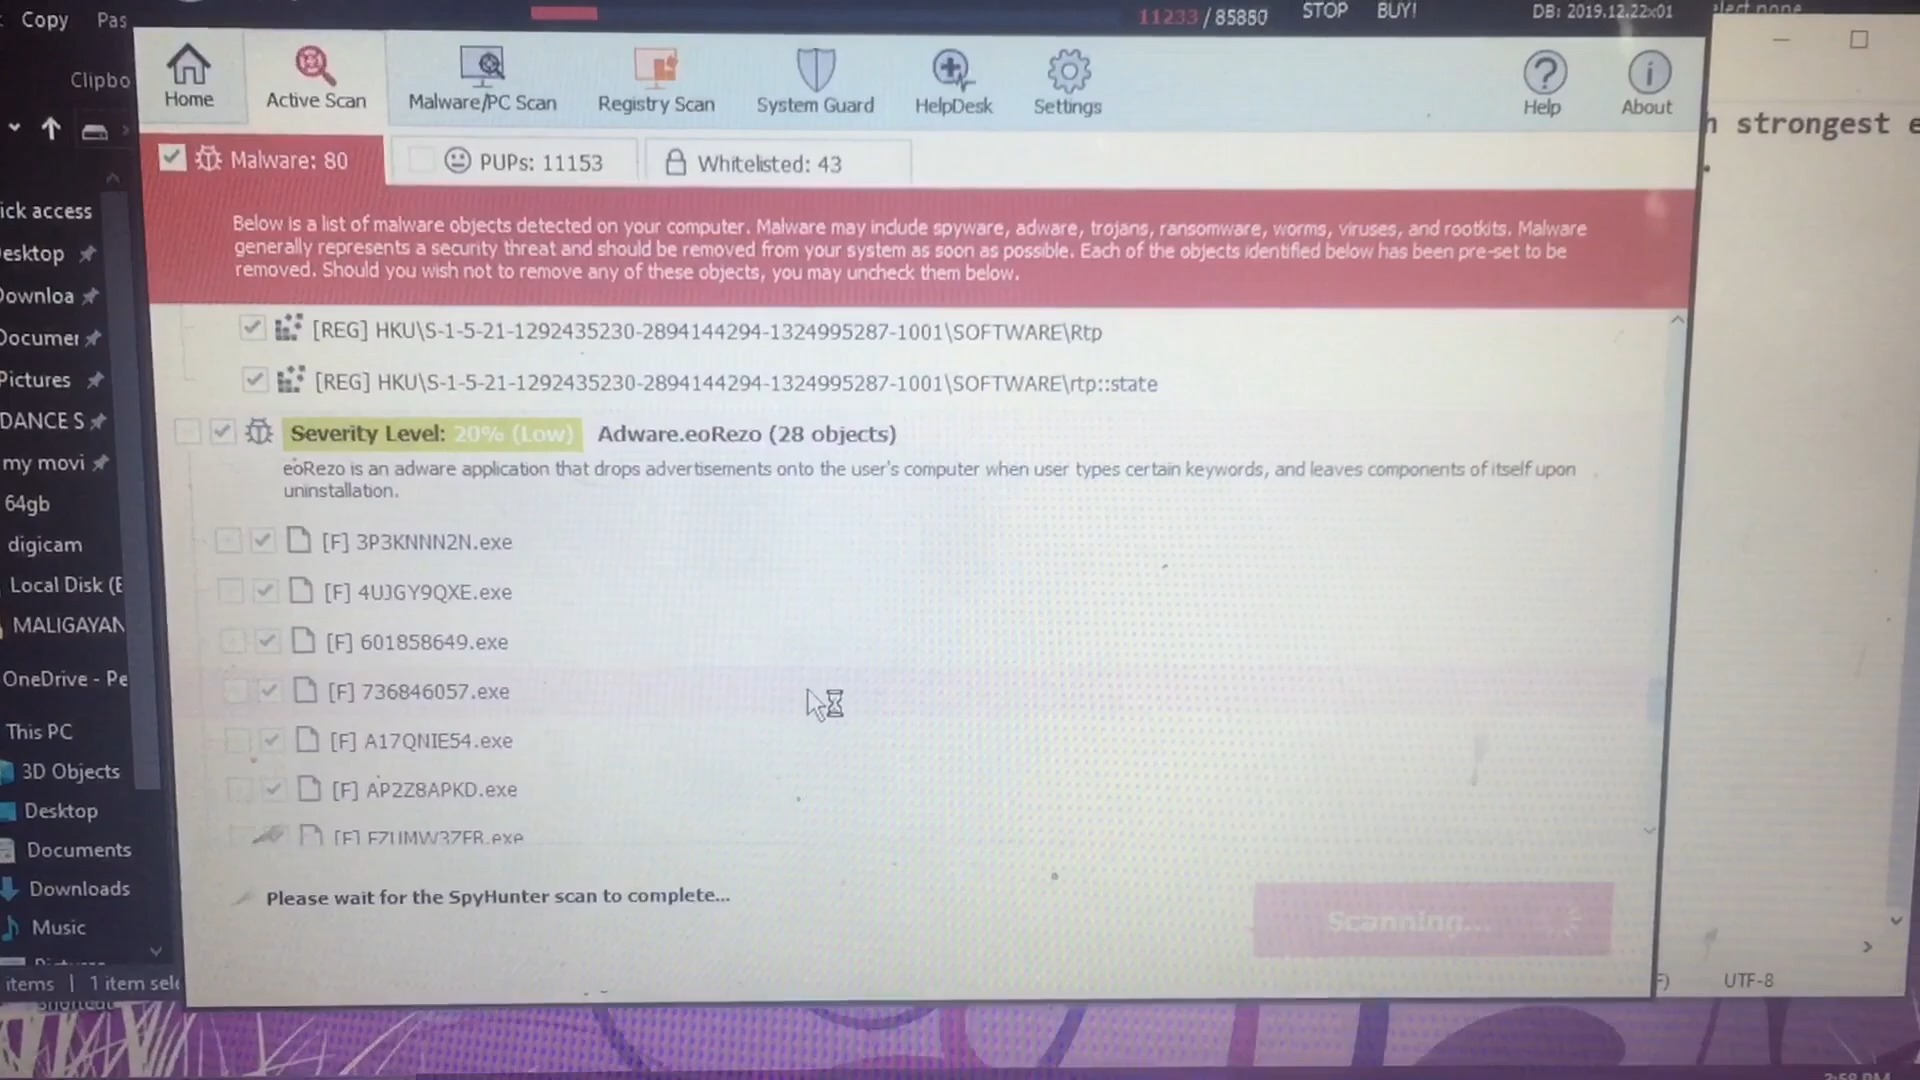 Copy
Pas
11233 / 85880
STOP
BUY!
DB: 2019.12.22x01
Clipbo
Home
Active Scan
Malware/PC Scan
Registry Scan
System Guard
HelpDesk
Settings
Help
About
strongest
Malware: 80
PUPs: 11153
Whitelisted: 43
Below is a list of malware objects detected on your computer. Malware may include spyware, adware, trojans, ransomware, worms, viruses, and rootkits. Malware
generally represents a security threat and should be removed from your system as soon as possible. Each of the objects identified below has been pre-set to be
removed. Should you wish not to remove any of these objects, you may uncheck them below.
ick access
esktop
Downloa
Documer
Pictures
DANCE S
my movi
64gb
digicam
Local Disk (E
MALIGAYAN
OneDrive - Pe
This PC
3D Objects
Desktop
Documents
Downloads
Music
items
1 item sele
[REG] HKU\S-1-5-21-1292435230-2894144294-1324995287-1001\SOFTWARE\Rtp
[REG] HKU\S-1-5-21-1292435230-2894144294-1324995287-1001\SOFTWARE\rtp::state
Severity Level: 20% (Low) Adware.eoRezo (28 objects)
eoRezo is an adware application that drops advertisements onto the user's computer when user types certain keywords, and leaves components of itself upon
uninstallation.
[F] 3P3KNNN2N.exe
[F] 4UJGY9QXE.exe
[F] 601858649.exe
[F] 736846057.exe
[F] A17QNIE54.exe
[F] AP2Z8APKD.exe
Please wait for the SpyHunter scan to complete...
Scanning...
UTF-8